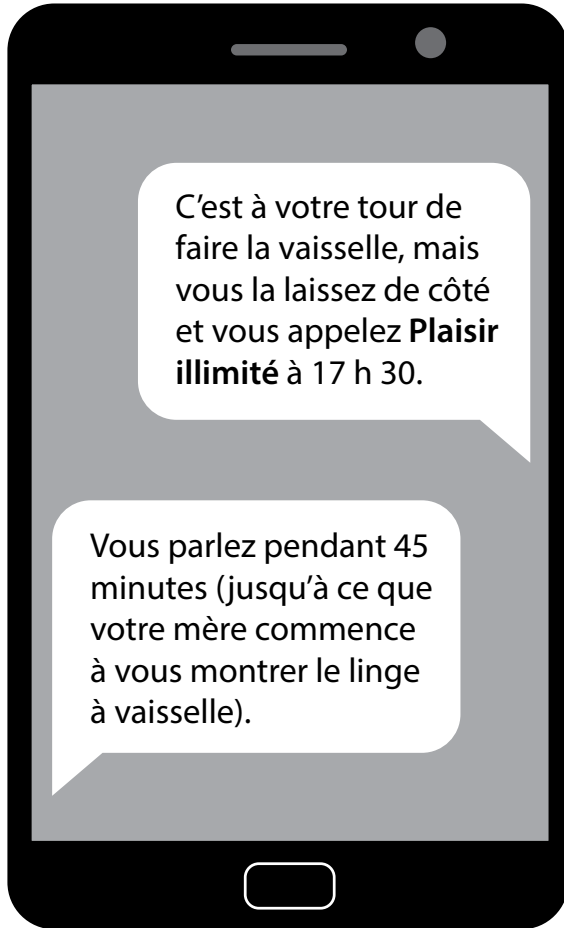 C’est à votre tour de
faire la vaisselle, mais
vous la laissez de côté
et vous appelez Plaisir
illimité à 17 h 30.
Vous parlez pendant 45
minutes (jusqu’à ce que
votre mère commence
à vous montrer le linge
à vaisselle).